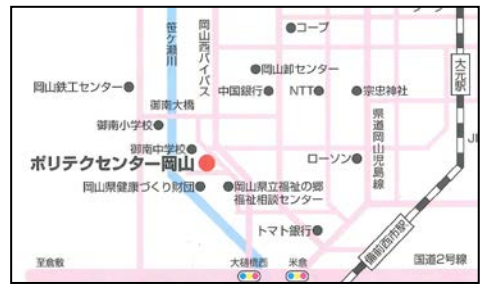 コープ
笹ヶ瀬川
岡山西バイパス
大元駅
岡山卸センター
岡山鉄工センター
中国銀行
NTT
宗忠神社
御南大橋
御南小学校
県道岡山児島線
御南中学校
ポリテクセンター岡山
ローソン
岡山県健康づくり財団
岡山県立福祉の郷
福祉相談センター
トマト銀行
備前西市駅
至倉敷
大樋橋西
米倉
国道2号線